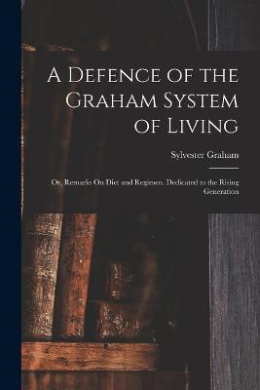 A Defence of the
Graham System
of Living
Sylvester Graham
Or, Remarks On Diet and Regimen. Dedicated to the Rising
Generation